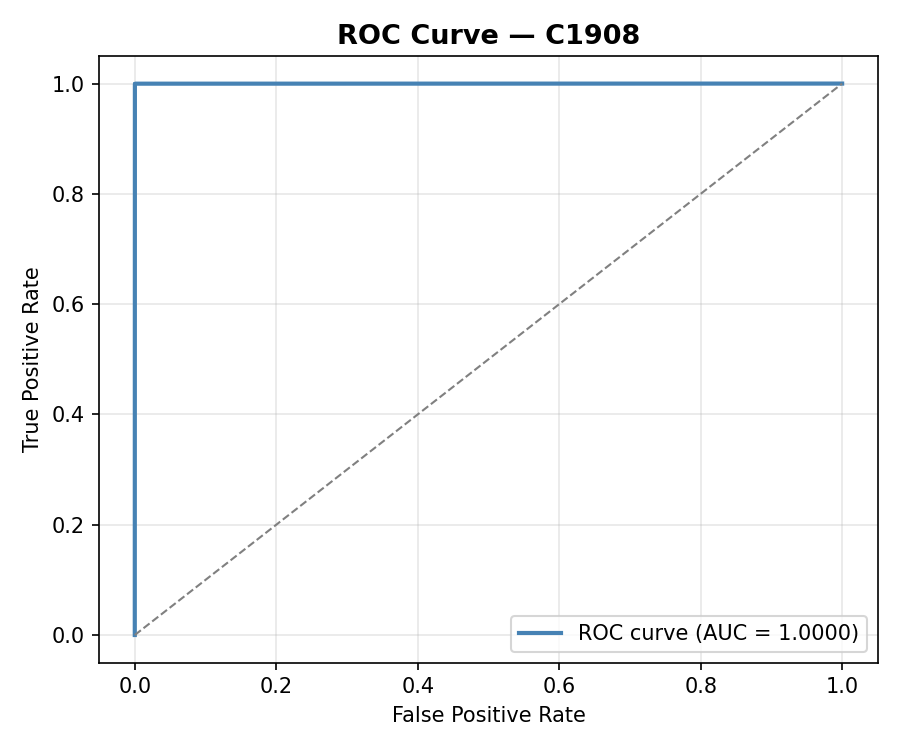 ROC Curve — C1908
1.0
0.8
0.6
0.4
0.2
0.0
True Positive Rate
ROC curve (AUC = 1.0000)
0.0 0.2 0.4 0.6 0.8 1.0
False Positive Rate